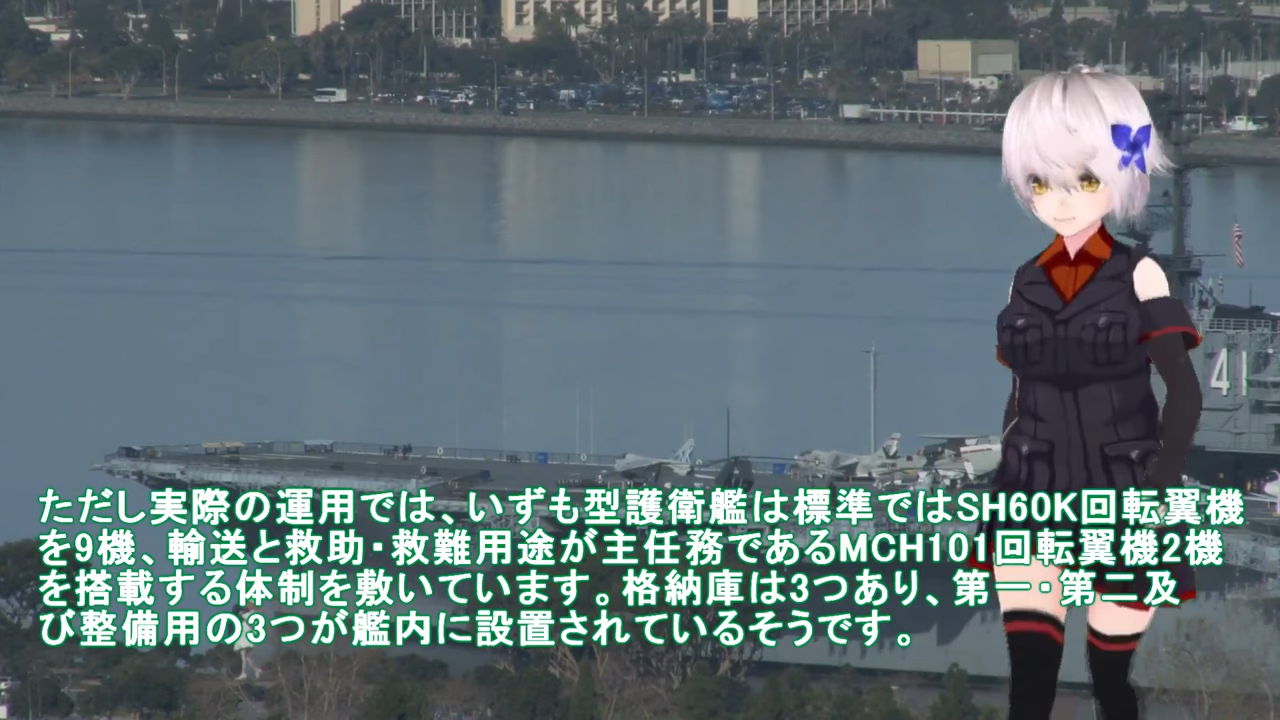 41
ただし実際の運用では、いずも型護衛艦は標準ではSH60K回転翼機
を9機、輸送と救助・救難用途が主任務であるMCH101回転翼機2機
を搭載する体制を敷いています。格納庫は3つあり、第一・第二及
び整備用の3つが艦内に設置されているそうです。